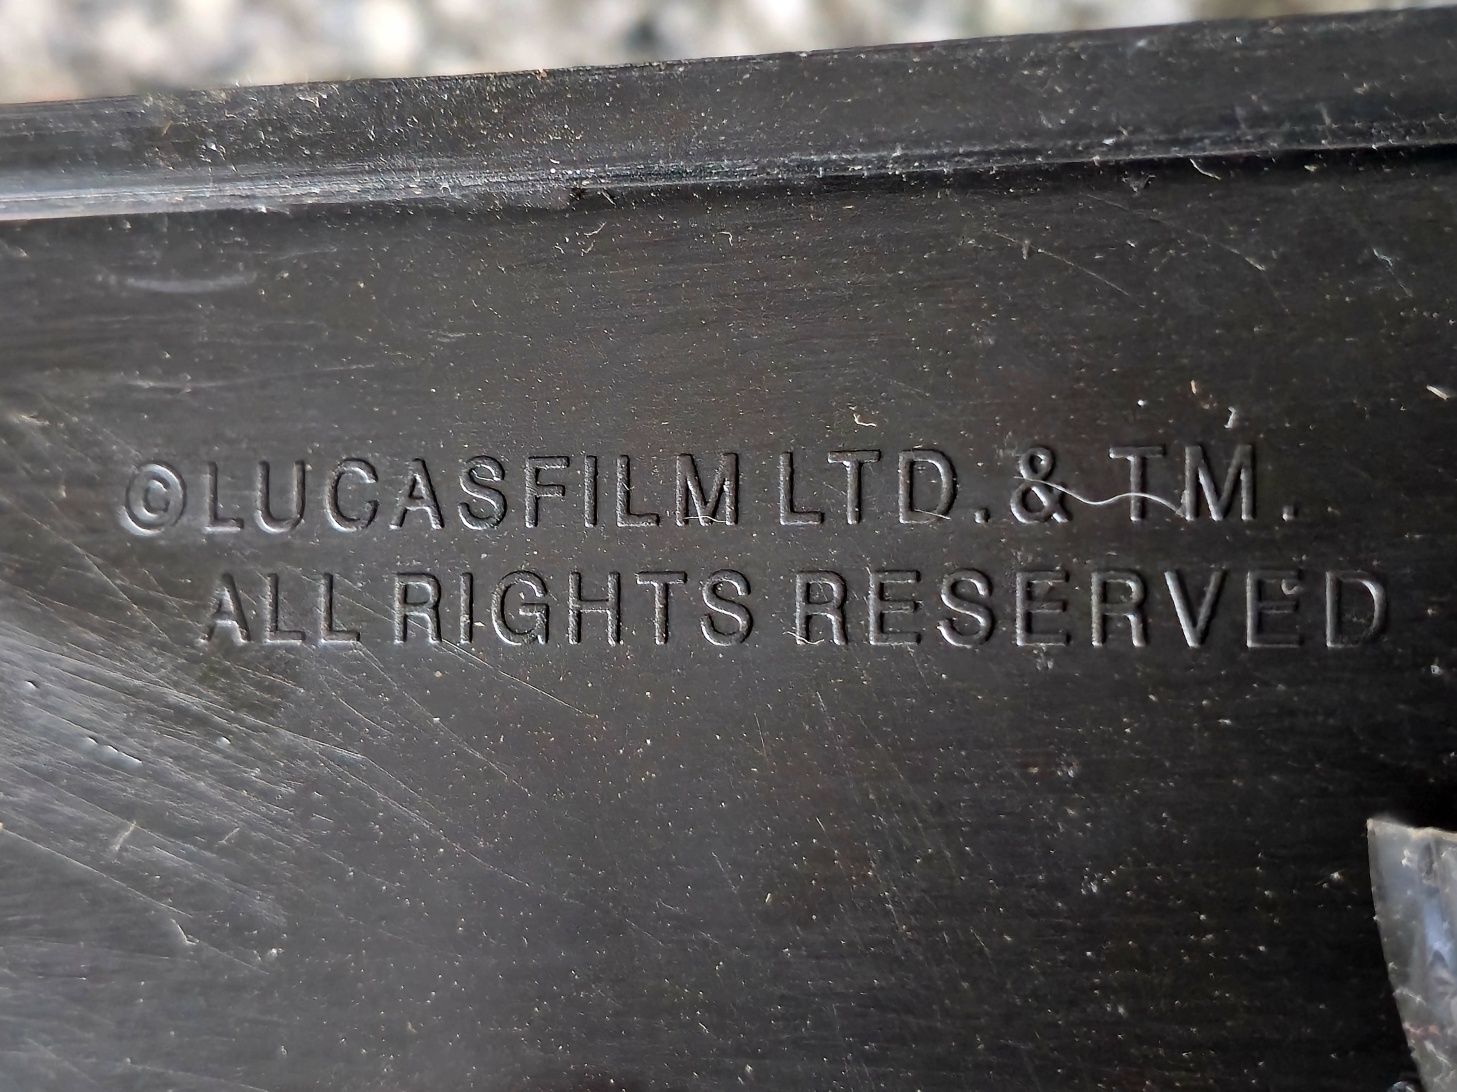 ©LUCASFILM LTD. & TM.
ALL RIGHTS RESERVED